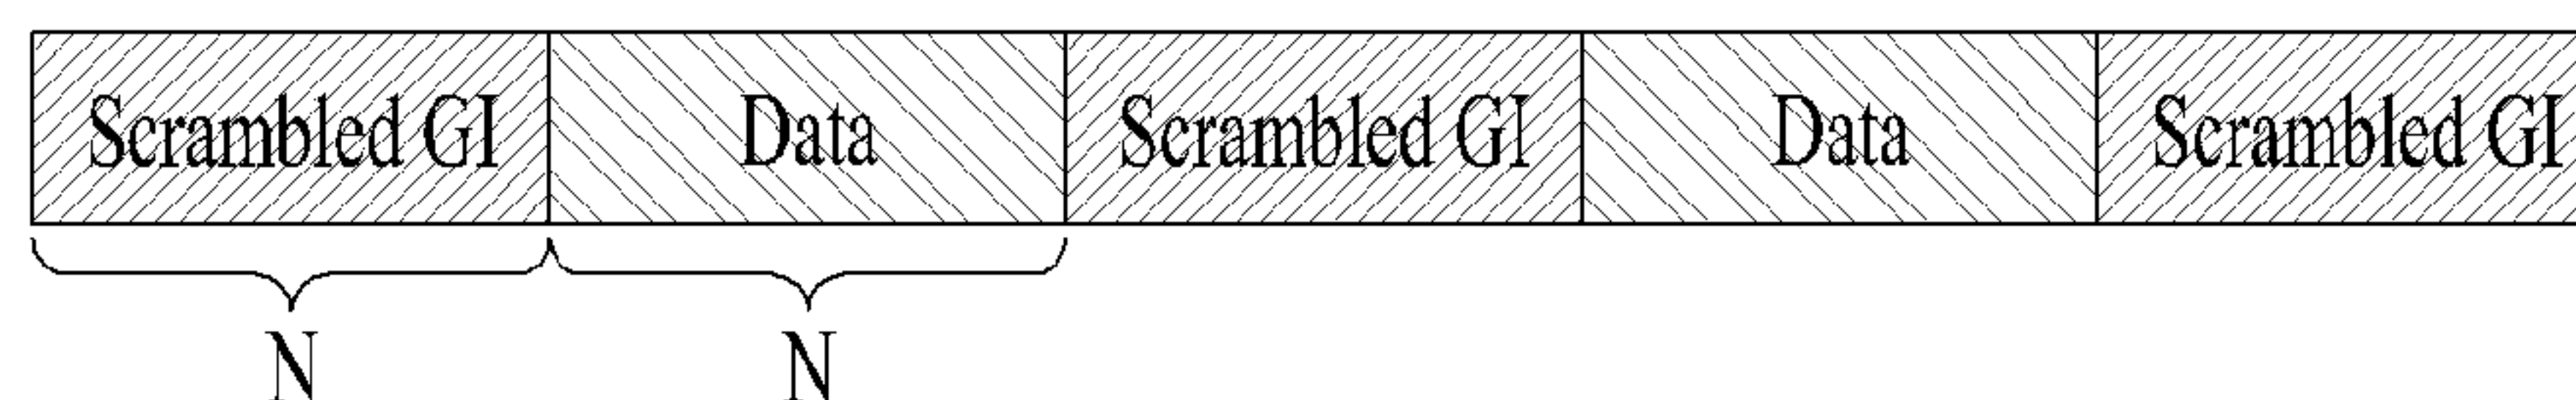 Scrambled GI Data Scrambled GI Data Scrambled GI
N N